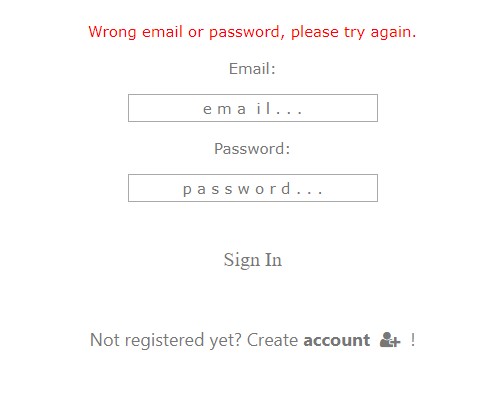 Wrong email or password, please try again.
Email:
email...
Password:
password...
Sign In
Not registered yet? Create account !